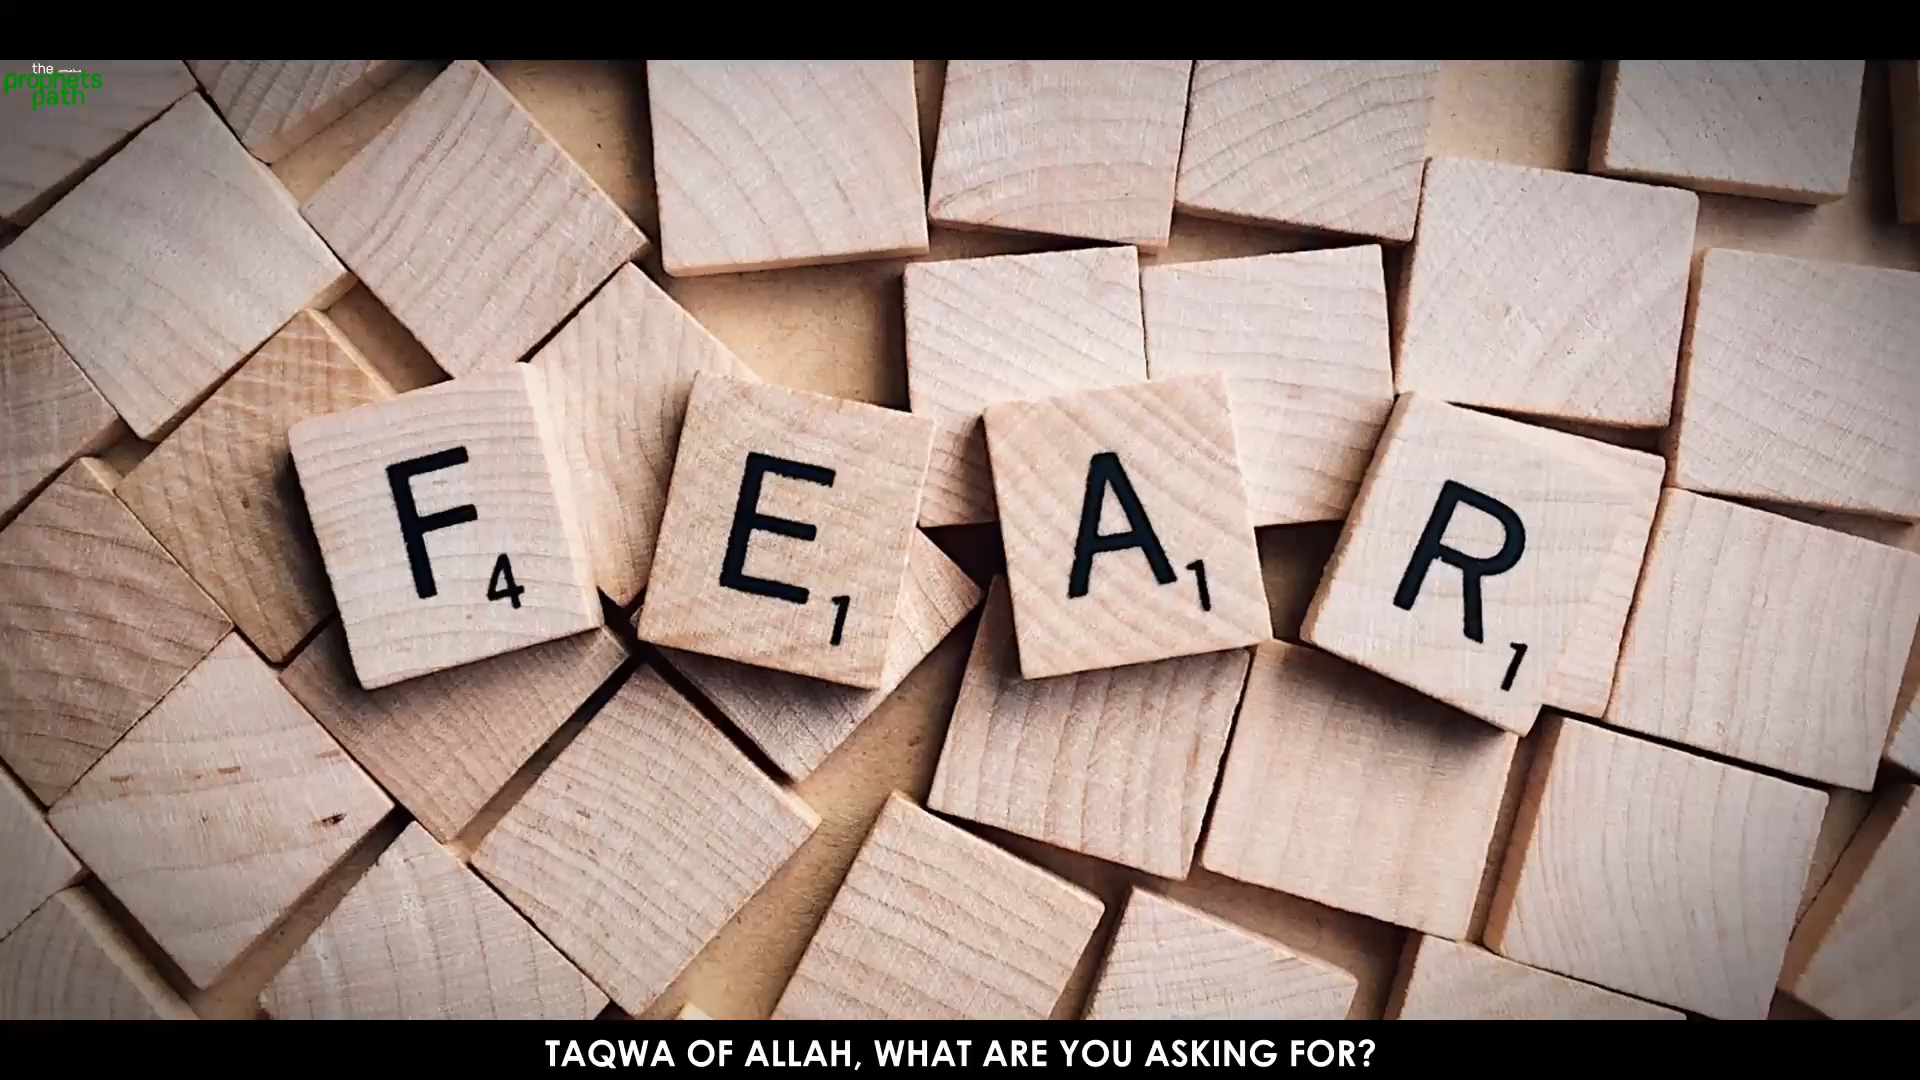 the
prophets
path
F4 E1 A1 R1
TAQWA OF ALLAH, WHAT ARE YOU ASKING FOR?